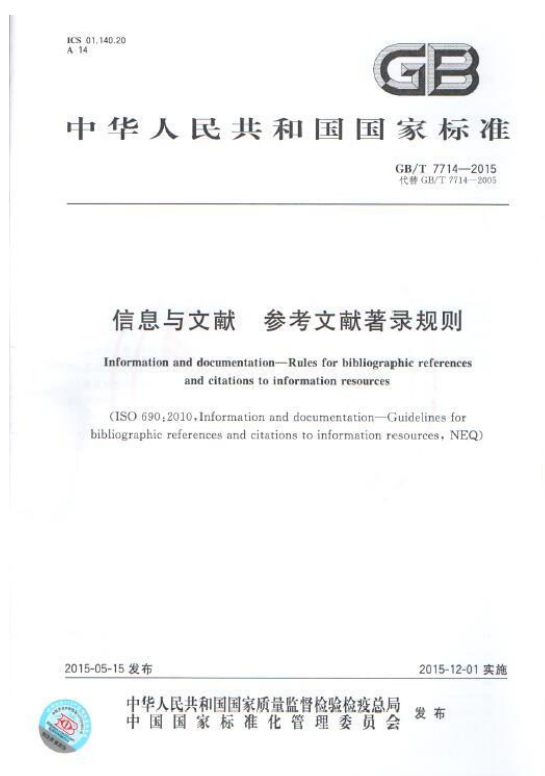 ICS 01.140.20
A 14
GB
中华人民共和国国家标准
GB/T 7714—2015
代替 GB/T 7714—2005
信息与文献 参考文献著录规则
Information and documentation—Rules for bibliographic references
and citations to information resources
(ISO 690:2010,Information and documentation—Guidelines for
bibliographic references and citations to information resources, NEQ)
2015-05-15 发布
2015-12-01 实施
中华人民共和国国家质量监督检验检疫总局
中国国家标准化管理委员会
发布